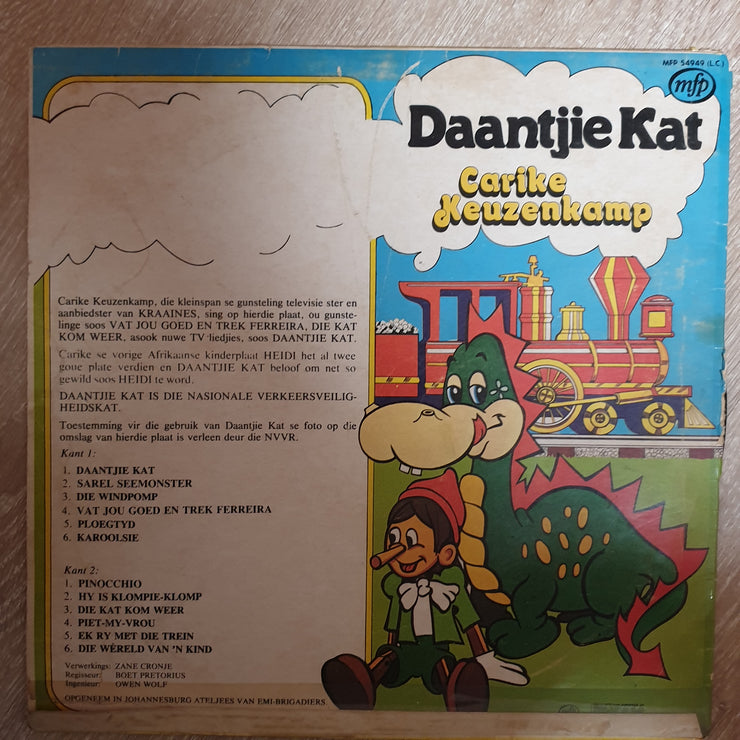 MFP 54949 (L.C.)
mfp
Daantjie Kat
Carike
Keuzenkamp
Carike Keuzenkamp, die kleinspan se gunsteling televisie ster en
aanbiedster van KRAAINES, sing op hierdie plaat, ou gunste-
linge soos VAT JOU GOED EN TREK FERREIRA, DIE KAT
KOM WEER, asook nuwe TV liedjies, soos DAANTJIE KAT.
Carike se vorige Afrikaanse kinderplaat HEIDI het al twee
goue plate verdien en DAANTJIE KAT beloof om net so
gewild soos HEIDI te word.
DAANTJIE KAT IS DIE NASIONALE VERKEERSVEILIG-
HEIDSKAT.
Toestemming vir die gebruik van Daantjie Kat se foto op die
omslag van hierdie plaat is verleen deur die NVVR.
Kant 1:
1. DAANTJIE KAT
2. SAREL SEEMONSTER
3. DIE WINDPOMP
4. VAT JOU GOED EN TREK FERREIRA
5. PLOEGTYD
6. KAROOLSIE
Kant 2:
1. PINOCCHIO
2. HY IS KLOMPIE-KLOMP
3. DIE KAT KOM WEER
4. PIET-MY-VROU
5. EK RY MET DIE TREIN
6. DIE WÊRELD VAN 'N KIND
Verwerkings: ZANE CRONJE
Regisseur: BOET PRETORIUS
Ingenieur: OWEN WOLF
OPGENEEM IN JOHANNESBURG ATELJEES VAN EMI-BRIGADIERS